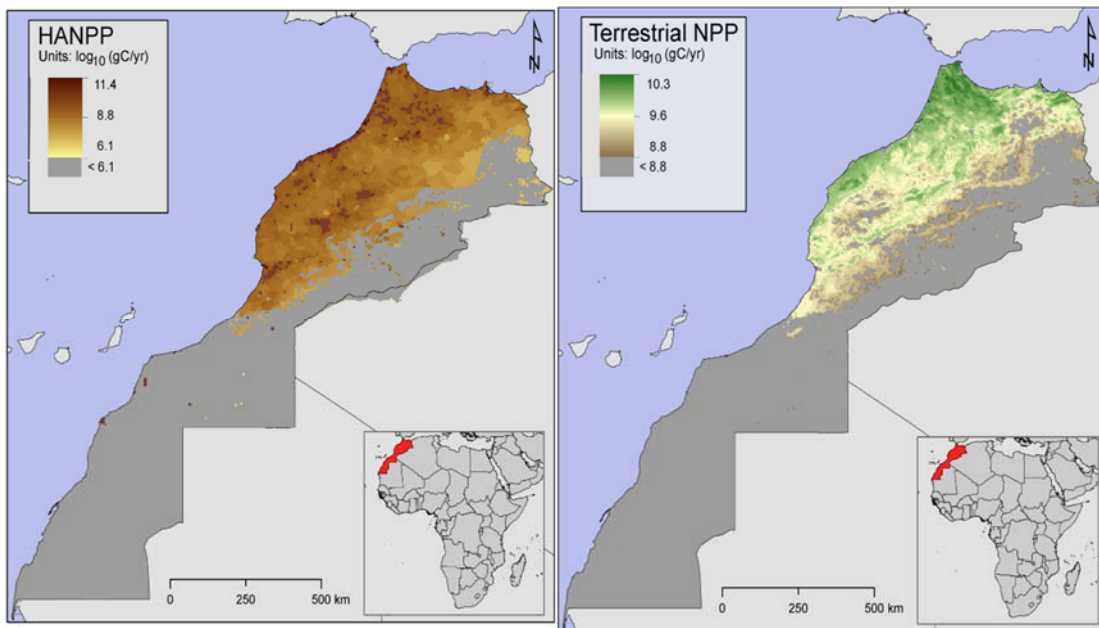 HANPP
Units: log10 (gC/yr)
11.4
8.8
6.1
< 6.1
N
0 250 500 km
Terrestrial NPP
Units: log10 (gC/yr)
10.3
9.6
8.8
< 8.8
N
0 250 500 km